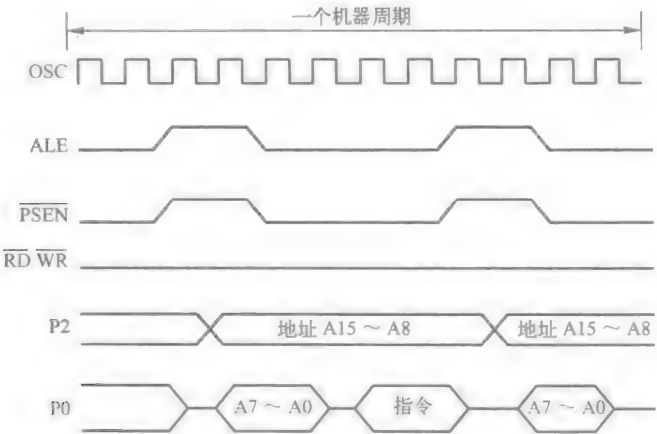 一个机器周期
OSC
ALE
PSEN
RD WR
P2 地址 A15 ～ A8 地址 A15 ～ A8
P0 A7 ～ A0 指令 A7 ～ A0